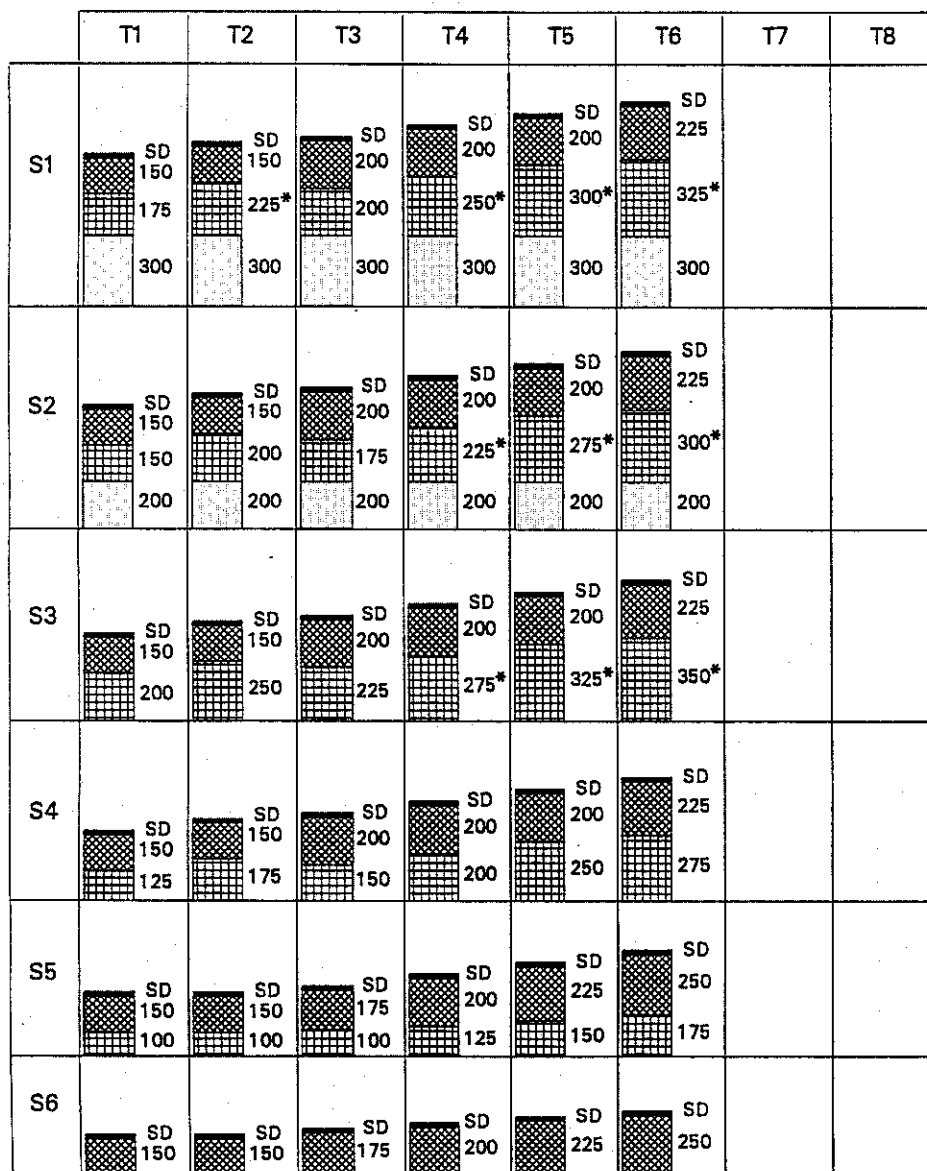 T1 T2 T3 T4 T5 T6 T7 T8
S1
SD SD SD SD SD SD
150 150 200 200 200 225
175 225* 200 250* 300* 325*
300 300 300 300 300 300
S2
SD SD SD SD SD SD
150 150 200 200 200 225
150 200 175 225* 275* 300*
200 200 200 200 200 200
S3
SD SD SD SD SD SD
150 150 200 200 200 225
200 250 225 275* 325* 350*
S4
SD SD SD SD SD SD
150 150 200 200 200 225
125 175 150 200 250 275
S5
SD SD SD SD SD SD
150 150 175 200 225 250
100 100 100 125 150 175
S6
SD SD SD SD SD SD
150 150 175 200 225 250